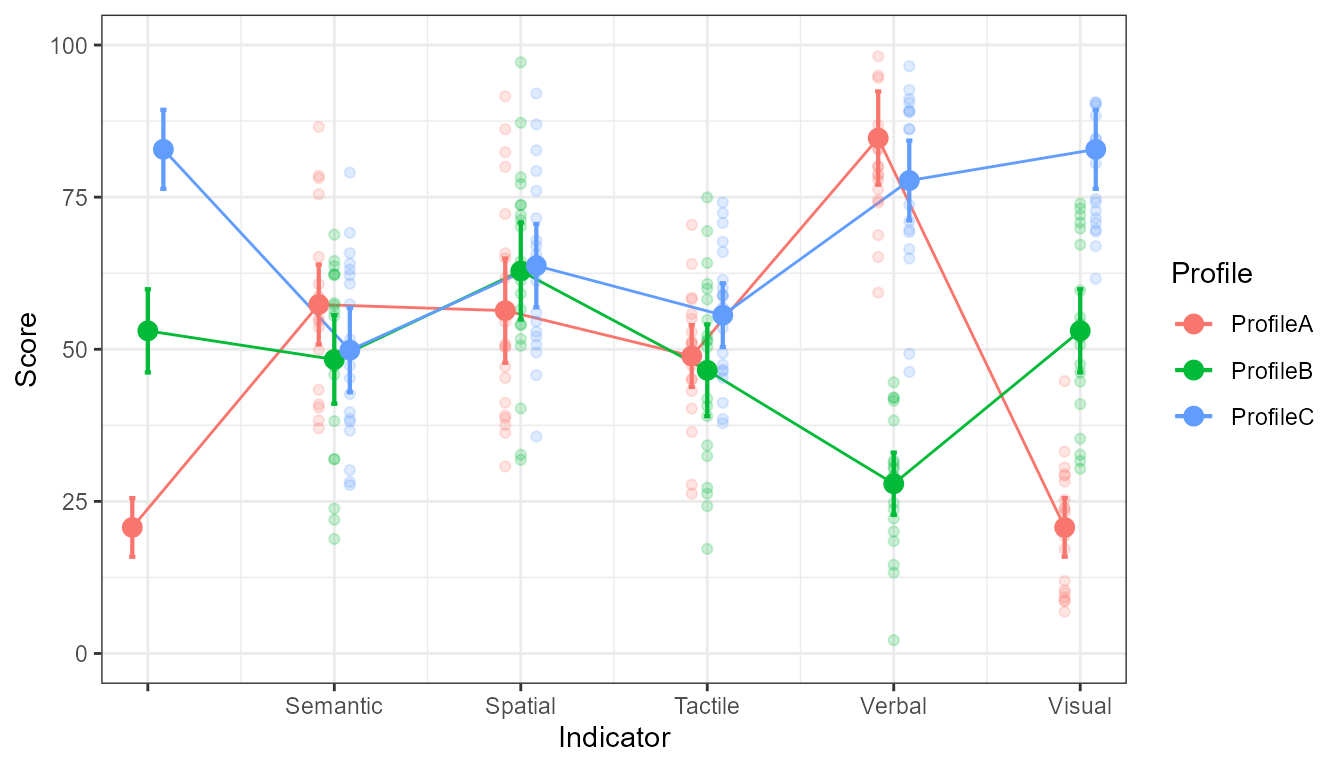 100
75
50
25
0
Score
Semantic Spatial Tactile Verbal Visual
Indicator
Profile
ProfileA
ProfileB
ProfileC